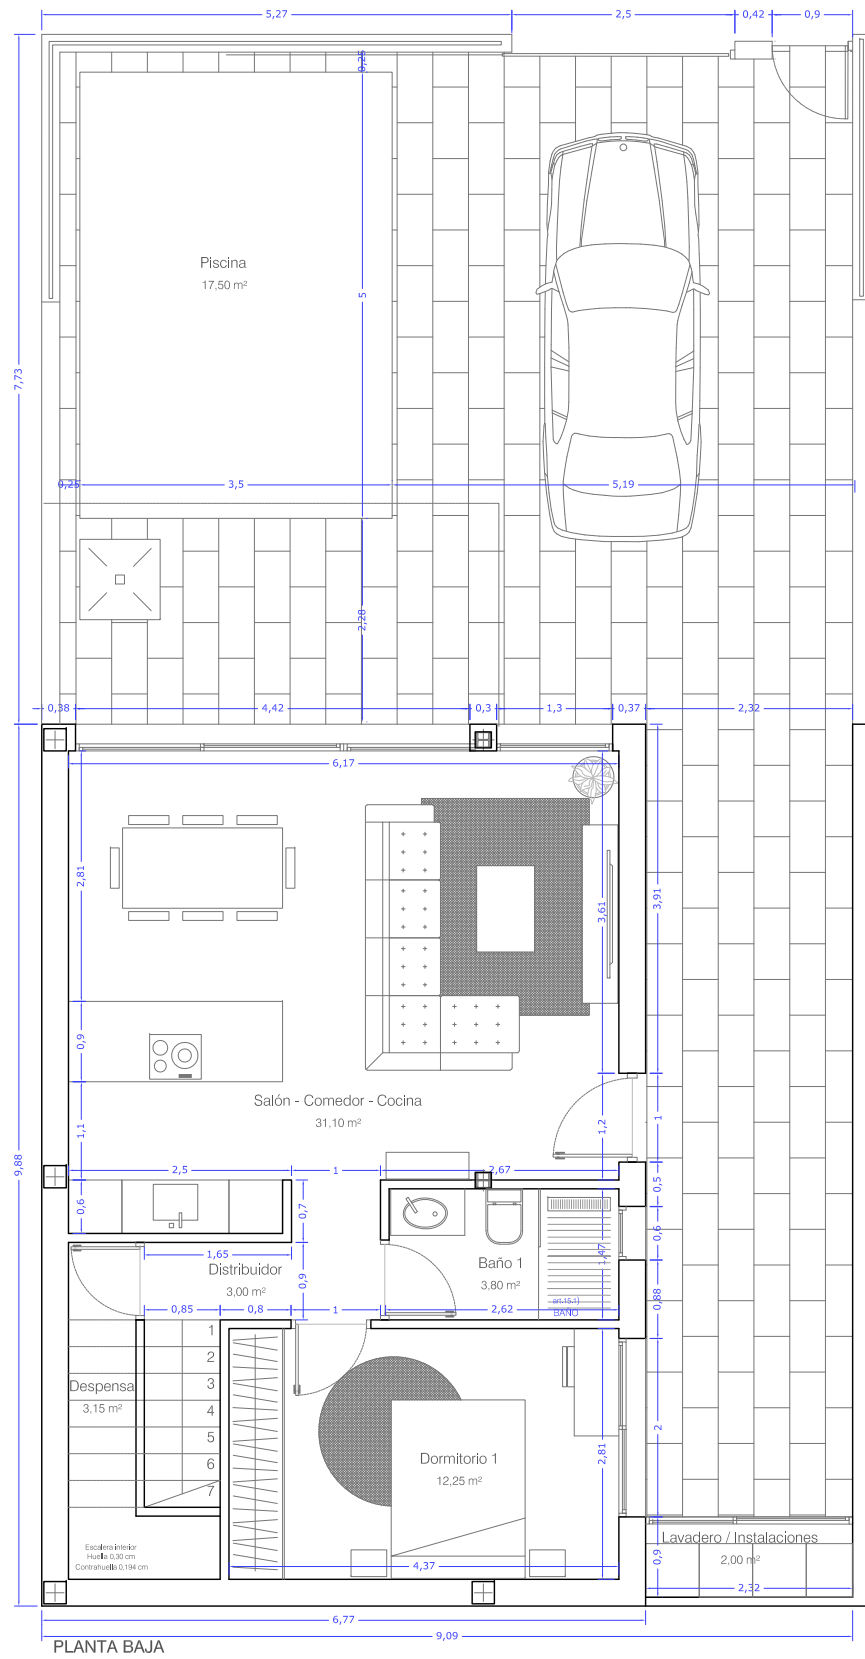 5,27
2,5
0,42
0,9
0,25
7,73
Piscina
17,50 m²
5
0,25
3,5
5,19
2,28
0,38
4,42
0,3
1,3
0,37
2,32
6,17
2,81
3,61
3,91
0,9
Salón - Comedor - Cocina
31,10 m²
1,1
1,2
1
9,88
2,5
1
2,67
0,5
0,6
0,7
0,6
1,47
1,65
Distribuidor
3,00 m²
0,9
Baño 1
3,80 m²
0,88
art.15.1)
BAÑO
0,85
0,8
1
2,62
1
2
3
4
5
6
7
Despensa
3,15 m²
2
2,81
Dormitorio 1
12,25 m²
Escalera interior
Huella 0,30 cm
Contrahuella 0,194 cm
4,37
0,9
Lavadero / Instalaciones
2,00 m²
2,32
6,77
9,09
PLANTA BAJA